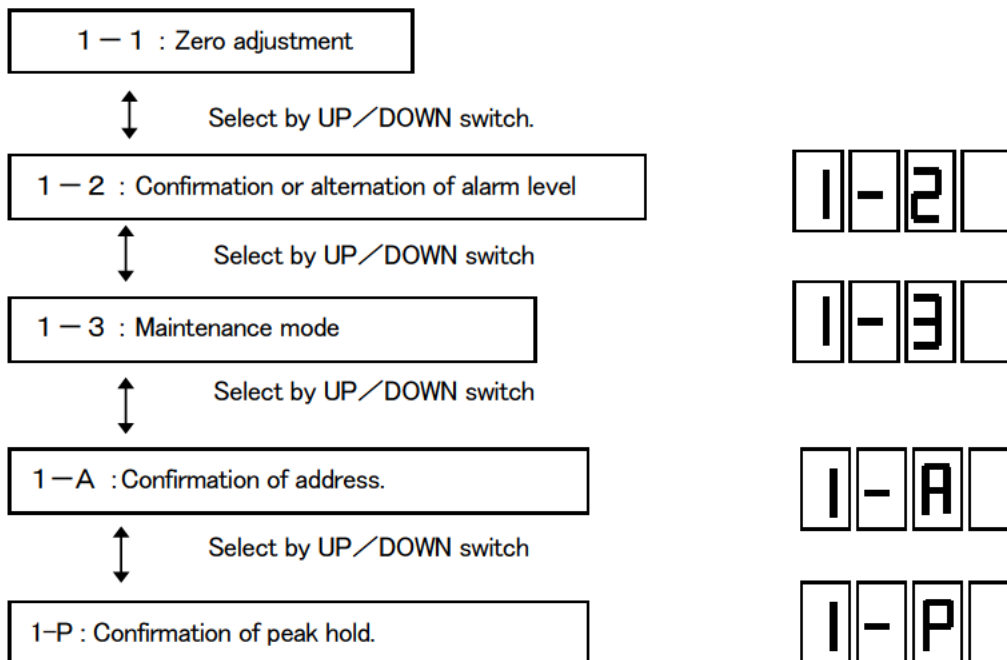 1－1 : Zero adjustment
Select by UP／DOWN switch.
1－2 : Confirmation or alternation of alarm level
1-2
Select by UP／DOWN switch
1－3 : Maintenance mode
1-3
Select by UP／DOWN switch
1－A :Confirmation of address.
1-A
Select by UP／DOWN switch
1-P : Confirmation of peak hold.
1-P